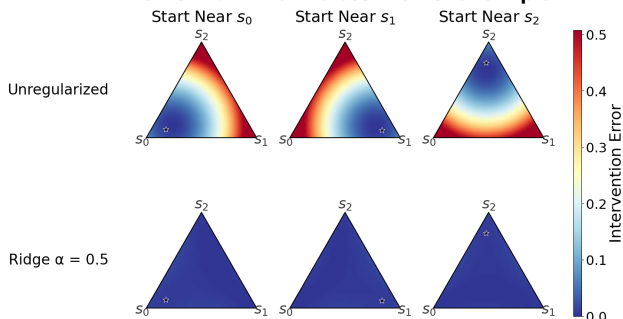 Start Near s₀ Start Near s₁ Start Near s₂
s₂ s₂ s₂
Unregularized
s₀ s₁ s₀ s₁ s₀ s₁
s₂ s₂ s₂
Ridge α = 0.5
s₀ s₁ s₀ s₁ s₀ s₁
0.5
0.4
0.3
0.2
0.1
0.0
Intervention Error